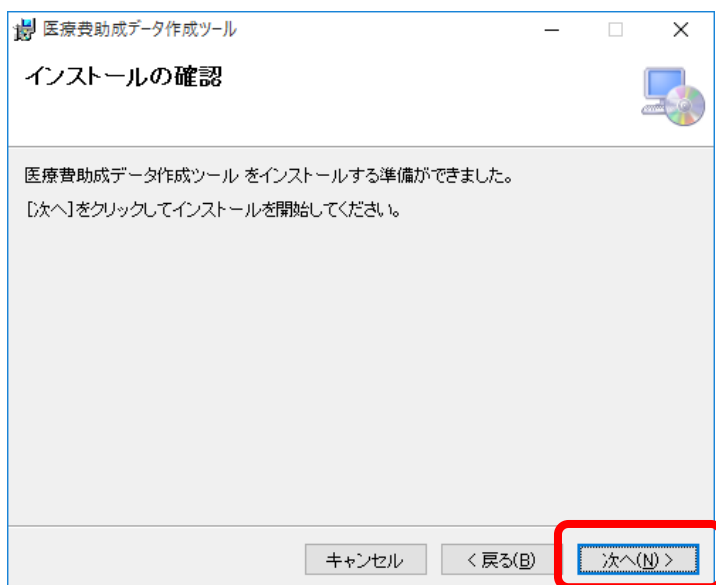 医療費助成データ作成ツール
インストールの確認
医療費助成データ作成ツール をインストールする準備ができました。
[次へ]をクリックしてインストールを開始してください。
キャンセル
< 戻る(B)
次へ(N) >